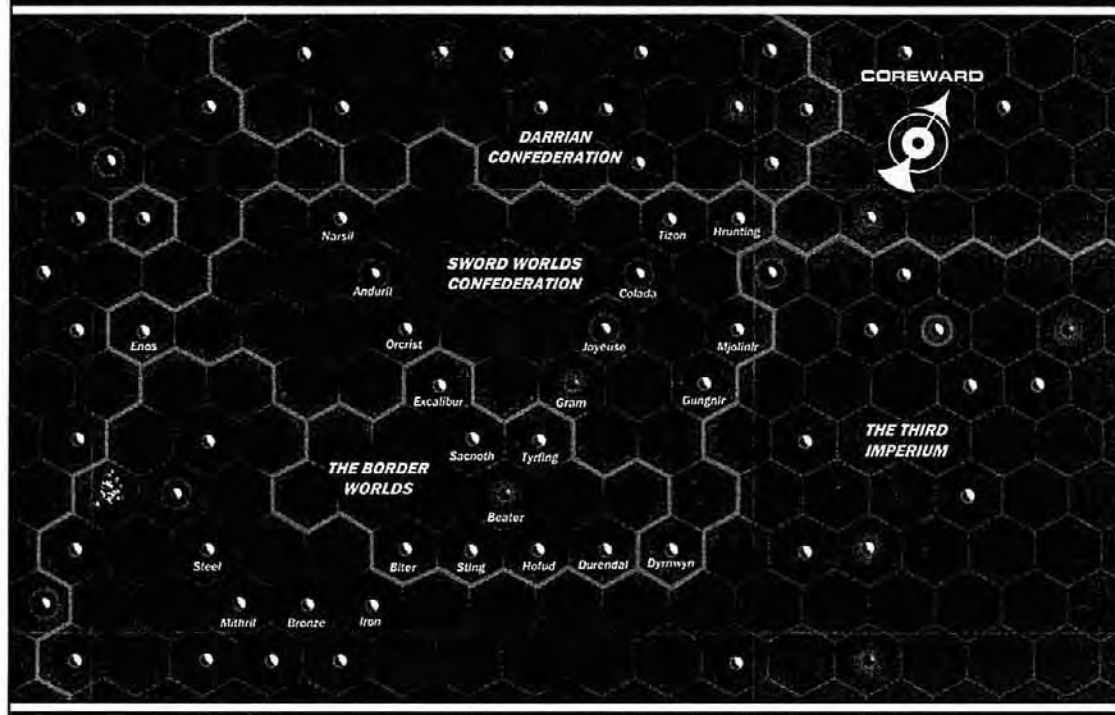 COREWARD
DARRIAN
CONFEDERATION
Narsil
Tizon
Hrunting
SWORD WORLDS
CONFEDERATION
Anduril
Colada
Enos
Orcrist
Joyeuse
Mjolinir
Excalibur
Gram
Gungnir
THE THIRD
IMPERIUM
Sacnoth
Tyrfing
THE BORDER
WORLDS
Beater
Steel
Biter
Sting
Hofud
Durendal
Dyrnwyn
Mithril
Bronze
Iron